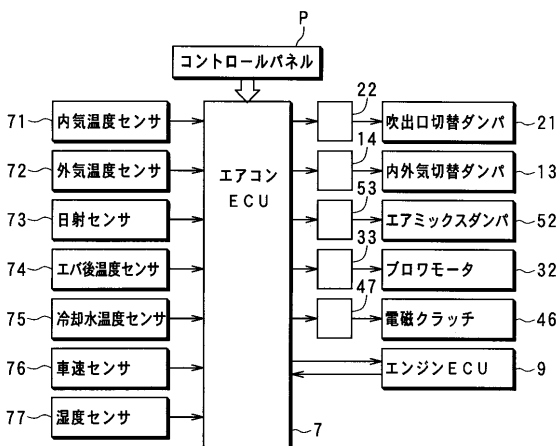 P
コントロールパネル
71
内気温度センサ
72
外気温度センサ
73
日射センサ
74
エバ後温度センサ
75
冷却水温度センサ
76
車速センサ
77
湿度センサ
エアコン
ECU
7
22
吹出口切替ダンパ
21
14
内外気切替ダンパ
13
53
エアミックスダンパ
52
33
ブロワモータ
32
47
電磁クラッチ
46
エンジンECU
9